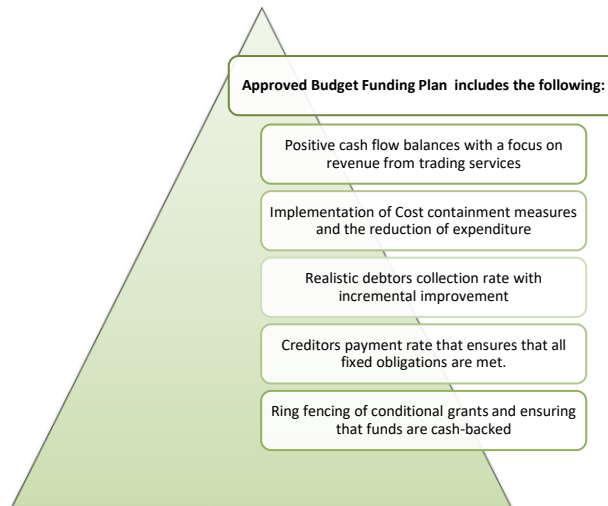 Approved Budget Funding Plan includes the following:
Positive cash flow balances with a focus on
revenue from trading services
Implementation of Cost containment measures
and the reduction of expenditure
Realistic debtors collection rate with
incremental improvement
Creditors payment rate that ensures that all
fixed obligations are met.
Ring fencing of conditional grants and ensuring
that funds are cash-backed